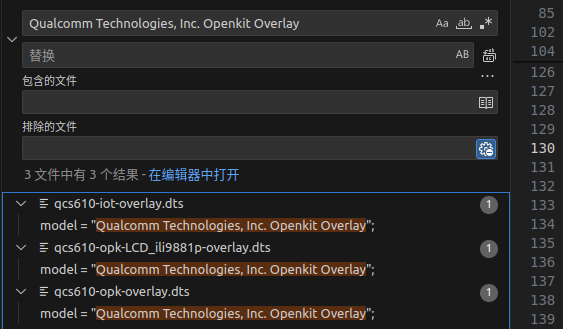 Qualcomm Technologies, Inc. Openkit Overlay Aa ab, .*
替换 AB
···
包含的文件
排除的文件
3 文件中有 3 个结果 - 在编辑器中打开
qcs610-iot-overlay.dts 1
model = "Qualcomm Technologies, Inc. Openkit Overlay";
qcs610-opk-LCD_ili9881p-overlay.dts 1
model = "Qualcomm Technologies, Inc. Openkit Overlay";
qcs610-opk-overlay.dts 1
model = "Qualcomm Technologies, Inc. Openkit Overlay";
85
102
104
126
127
128
129
130
131
132
133
134
135
136
137
138
139